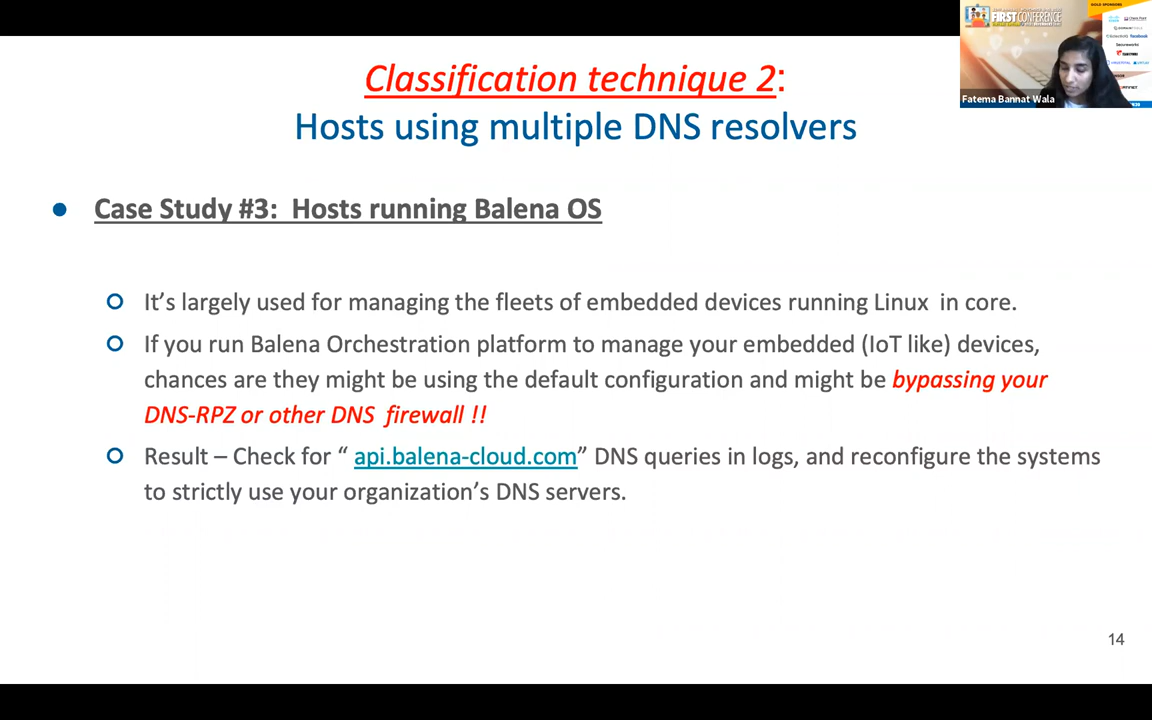 Classification technique 2:
Hosts using multiple DNS resolvers
FIRSTCONFERENCE
GOLD SPONSORS
Fatema Bannat Wala
● Case Study #3: Hosts running Balena OS
It’s largely used for managing the fleets of embedded devices running Linux in core.
If you run Balena Orchestration platform to manage your embedded (IoT like) devices,
chances are they might be using the default configuration and might be bypassing your
DNS-RPZ or other DNS firewall !!
Result – Check for “ api.balena-cloud.com” DNS queries in logs, and reconfigure the systems
to strictly use your organization’s DNS servers.
14